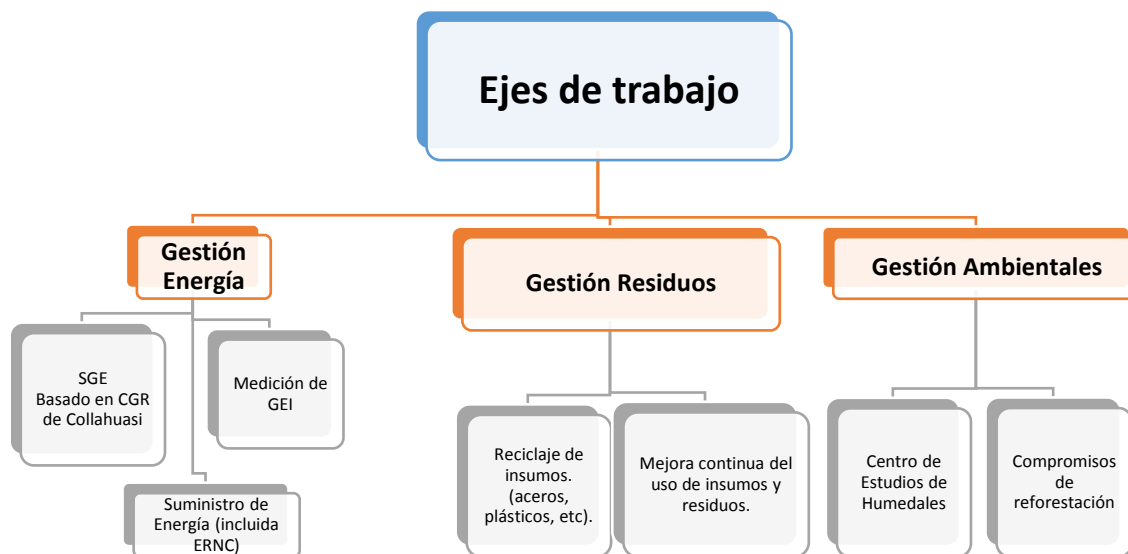 Ejes de trabajo
Gestión
Energía
Gestión Residuos
Gestión Ambientales
SGE
Basado en CGR
de Collahuasi
Medición de
GEI
Suministro de
Energía (incluida
ERNC)
Reciclaje de
insumos.
(aceros,
plásticos, etc).
Mejora continua del
uso de insumos y
residuos.
Centro de
Estudios de
Humedales
Compromisos
de
reforestación